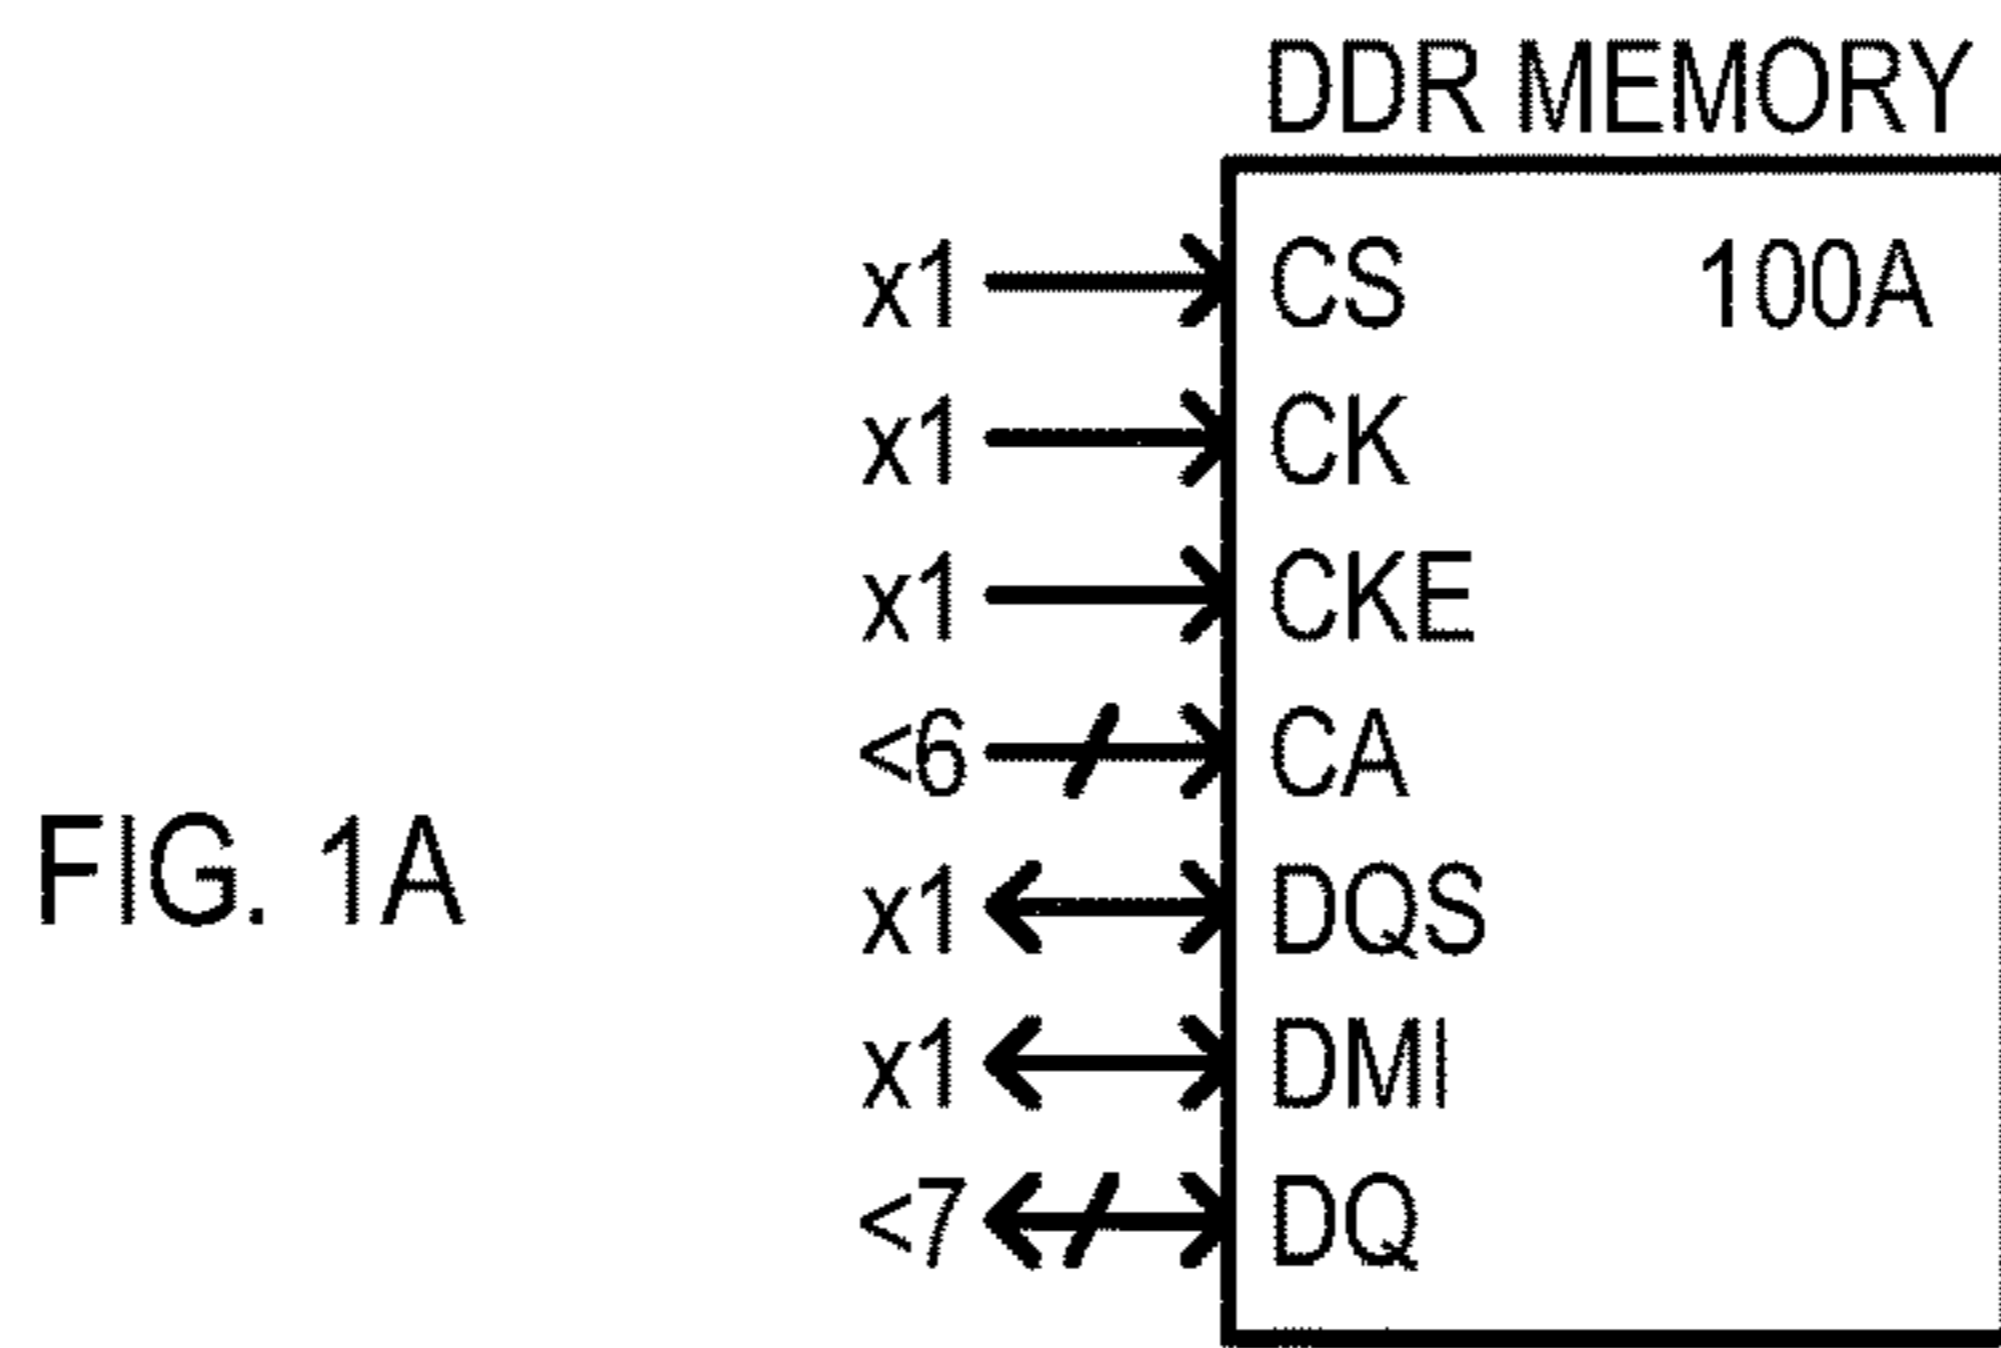 DDR MEMORY
x1 CS 100A
x1 CK
x1 CKE
<6 CA
FIG. 1A
x1 DQS
x1 DMI
<7 DQ